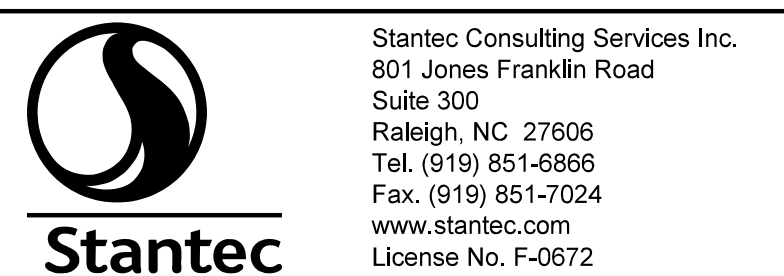 Stantec Consulting Services Inc.
801 Jones Franklin Road
Suite 300
Raleigh, NC  27606
Tel. (919) 851-6866
Fax. (919) 851-7024
www.stantec.com
License No. F-0672
Stantec